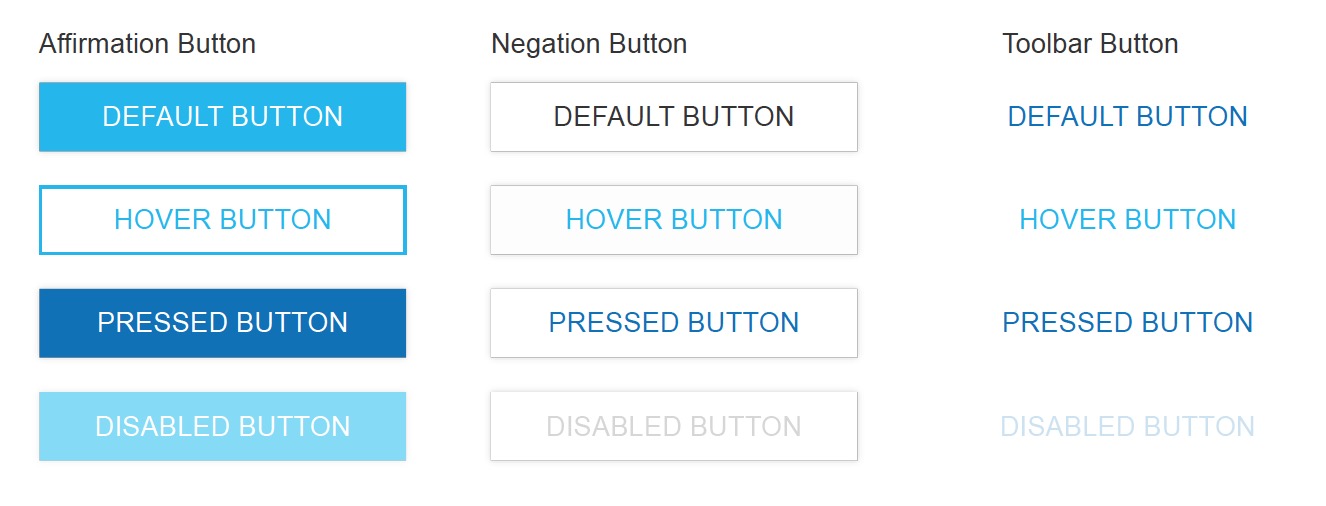 Affirmation Button
DEFAULT BUTTON
HOVER BUTTON
PRESSED BUTTON
DISABLED BUTTON
Negation Button
DEFAULT BUTTON
HOVER BUTTON
PRESSED BUTTON
DISABLED BUTTON
Toolbar Button
DEFAULT BUTTON
HOVER BUTTON
PRESSED BUTTON
DISABLED BUTTON